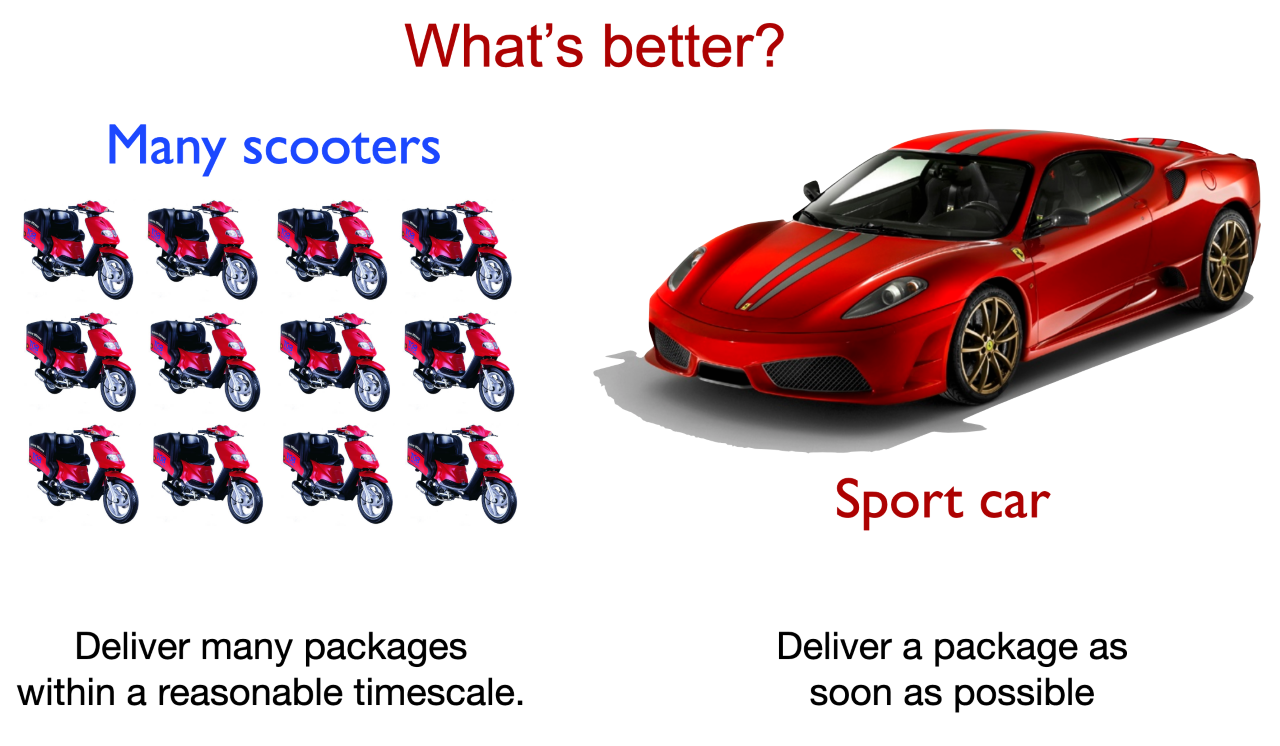 What's better?
Many scooters
Sport car
Deliver many packages
within a reasonable timescale.
Deliver a package as
soon as possible